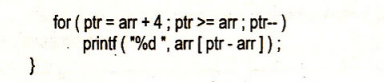 for ( ptr = arr + 4 ; ptr >= arr ; ptr-- )
printf ( "%d ", arr [ ptr - arr ] ) ;
}